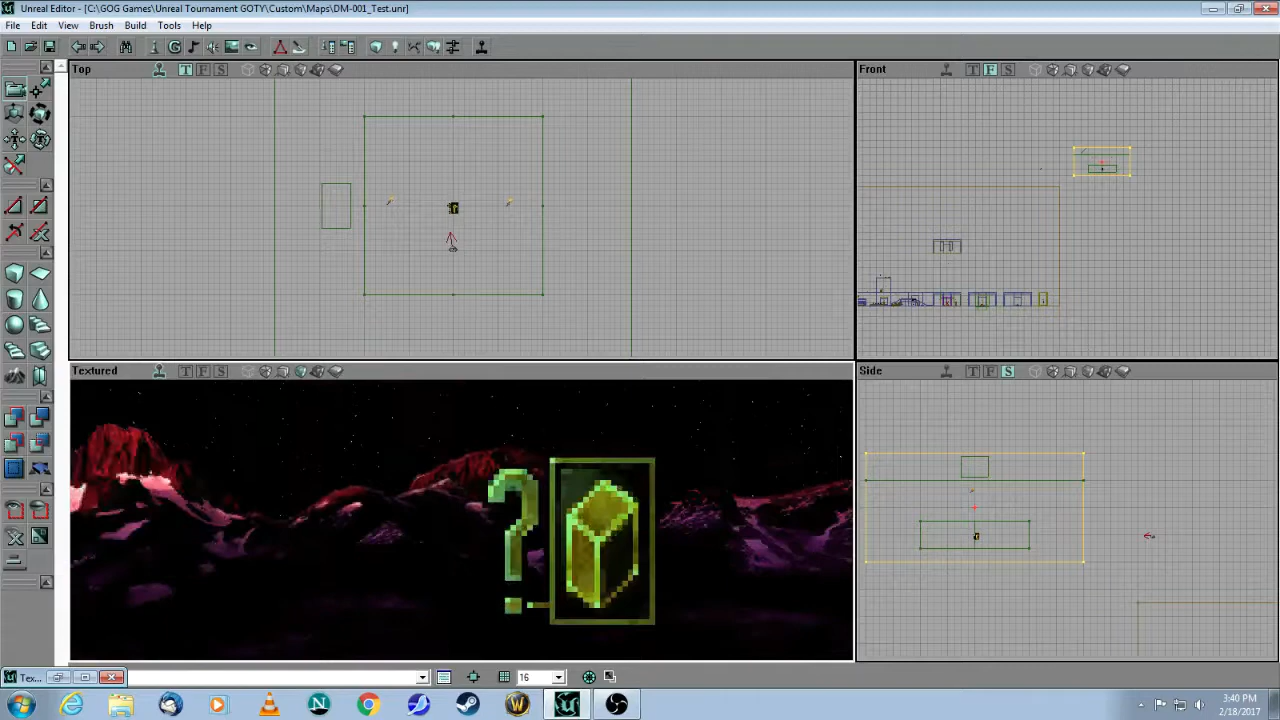 Unreal Editor - [C:\GOG Games\Unreal Tournament GOTY\Custom\Maps\DM-001_Test.unr]
File Edit View Brush Build Tools Help
Top T F S
Front T F S
Textured T F S
Side T F S
Tex...
16
3:40 PM
2/18/2017